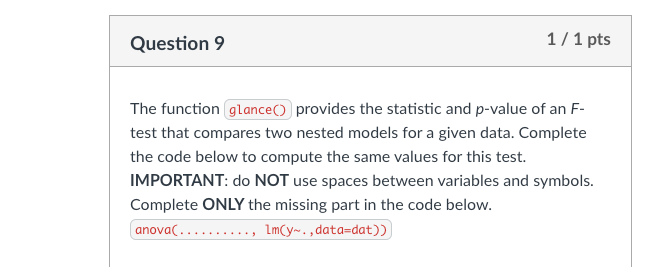 Question 9
1 / 1 pts
The function glance() provides the statistic and p-value of an F-
test that compares two nested models for a given data. Complete
the code below to compute the same values for this test.
IMPORTANT: do NOT use spaces between variables and symbols.
Complete ONLY the missing part in the code below.
anova(.........., lm(y~.,data=dat))